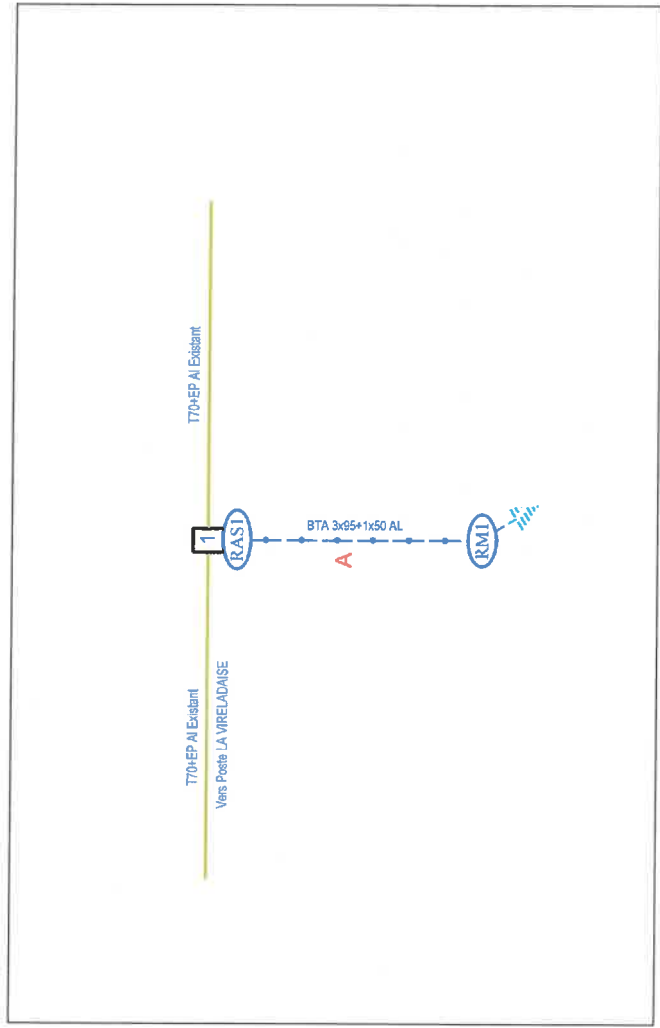 T70+EP Al Existant
T70+EP Al Existant
Vers Poste LA VIRELADAISE
1
RAS1
BTA 3x95+1x50 AL
A
RM1